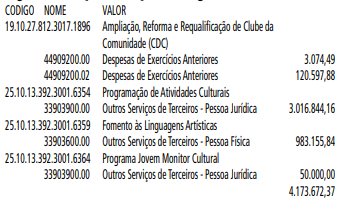 CODIGO NOME VALOR
19.10.27.812.3017.1896 Ampliação, Reforma e Requalificação de Clube da
Comunidade (CDC)
44909200.00 Despesas de Exercícios Anteriores 3.074,49
44909200.02 Despesas de Exercícios Anteriores 120.597,88
25.10.13.392.3001.6354 Programação de Atividades Culturais
33903900.00 Outros Serviços de Terceiros - Pessoa Jurídica 3.016.844,16
25.10.13.392.3001.6359 Fomento às Linguagens Artísticas
33903600.00 Outros Serviços de Terceiros - Pessoa Física 983.155,84
25.10.13.392.3001.6364 Programa Jovem Monitor Cultural
33903900.00 Outros Serviços de Terceiros - Pessoa Jurídica 50.000,00
4.173.672,37